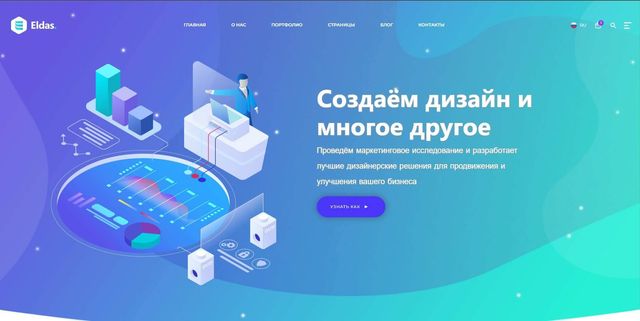 Eldas.
ГЛАВНАЯ О НАС ПОРТФОЛИО СТРАНИЦЫ БЛОГ КОНТАКТЫ
RU
Создаём дизайн и
многое другое
Проведём маркетинговое исследование и разработает
лучшие дизайнерские решения для продвижения и
улучшения вашего бизнеса
УЗНАТЬ КАК